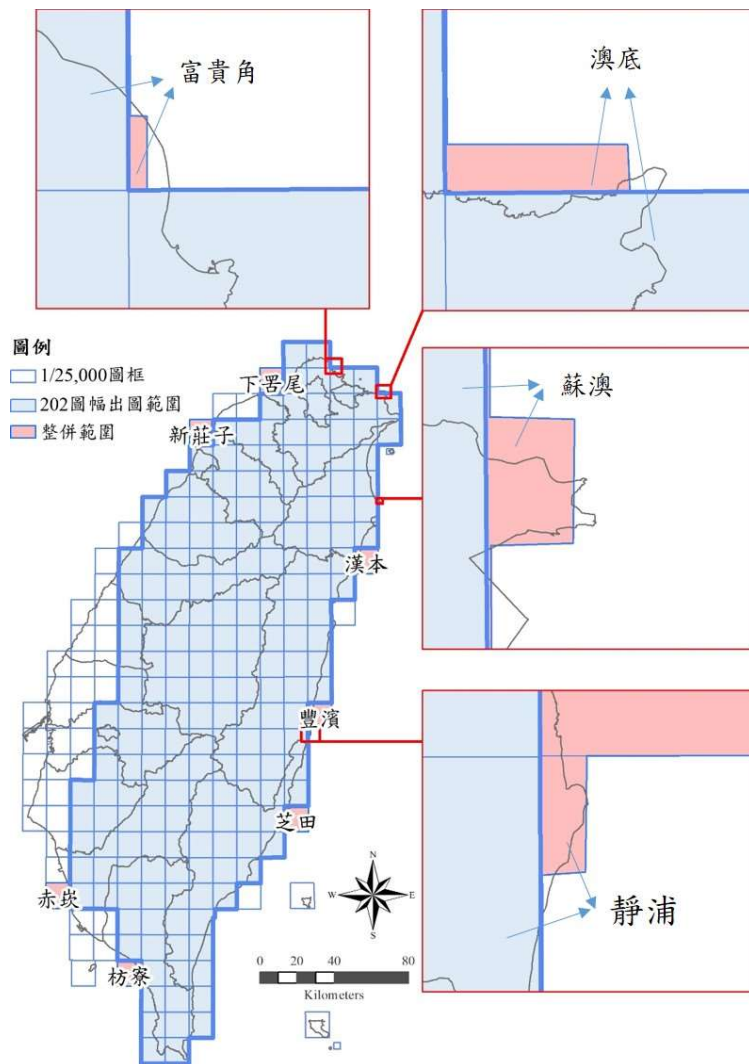 富貴角
澳底
圖例
1/25,000圖框
202圖幅出圖範圍
整併範圍
下罟尾
新莊子
蘇澳
漢本
豐濱
芝田
赤崁
枋寮
靜浦
N
W
E
S
0 20 40 80
Kilometers